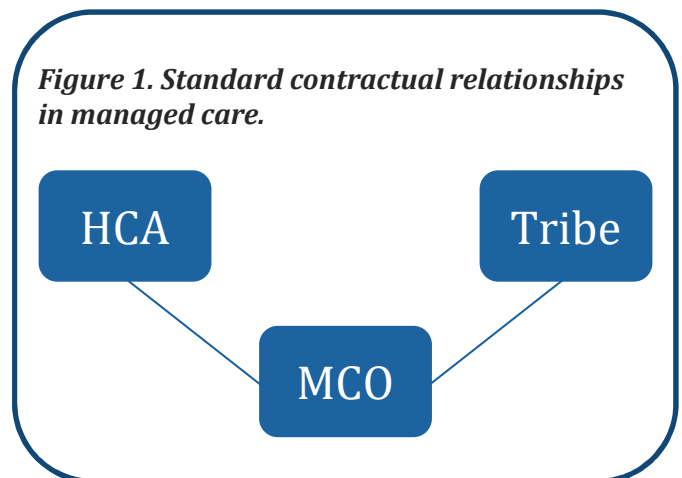 Figure 1. Standard contractual relationships
in managed care.
HCA
Tribe
MCO